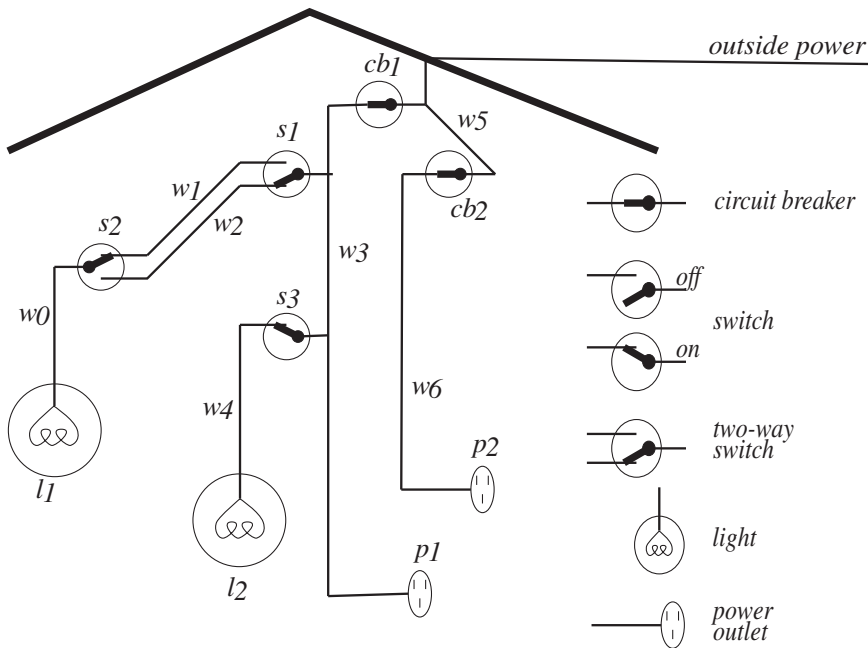 outside power
cb1
w5
s1
cb2
circuit breaker
w1
s2
w2
w3
off
switch
on
s3
w0
w4
w6
two-way
switch
p2
l1
light
p1
l2
power
outlet